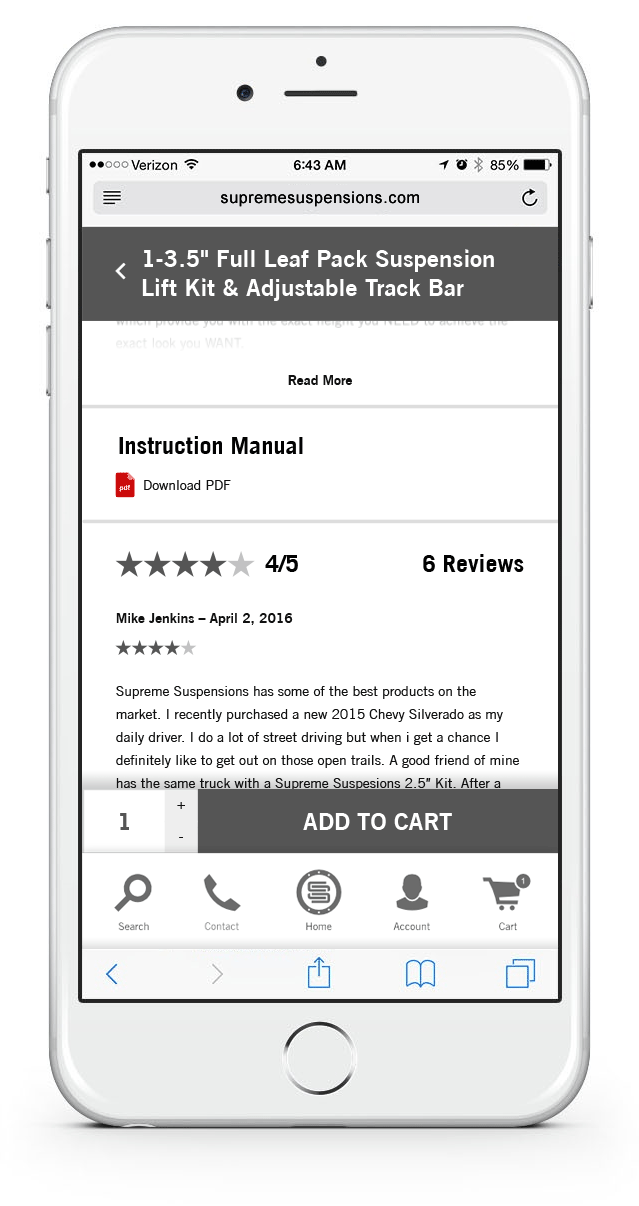 Verizon 6:43 AM 85%
supremesuspensions.com
1-3.5" Full Leaf Pack Suspension
Lift Kit & Adjustable Track Bar
which provide you with the exact height you NEED to achieve the
exact look you WANT.
Read More
Instruction Manual
pdf Download PDF
4/5 6 Reviews
Mike Jenkins – April 2, 2016
Supreme Suspensions has some of the best products on the
market. I recently purchased a new 2015 Chevy Silverado as my
daily driver. I do a lot of street driving but when i get a chance I
definitely like to get out on those open trails. A good friend of mine
has the same truck with a Supreme Suspesions 2.5" Kit. After a
1 + - ADD TO CART
1
Search Contact Home Account Cart